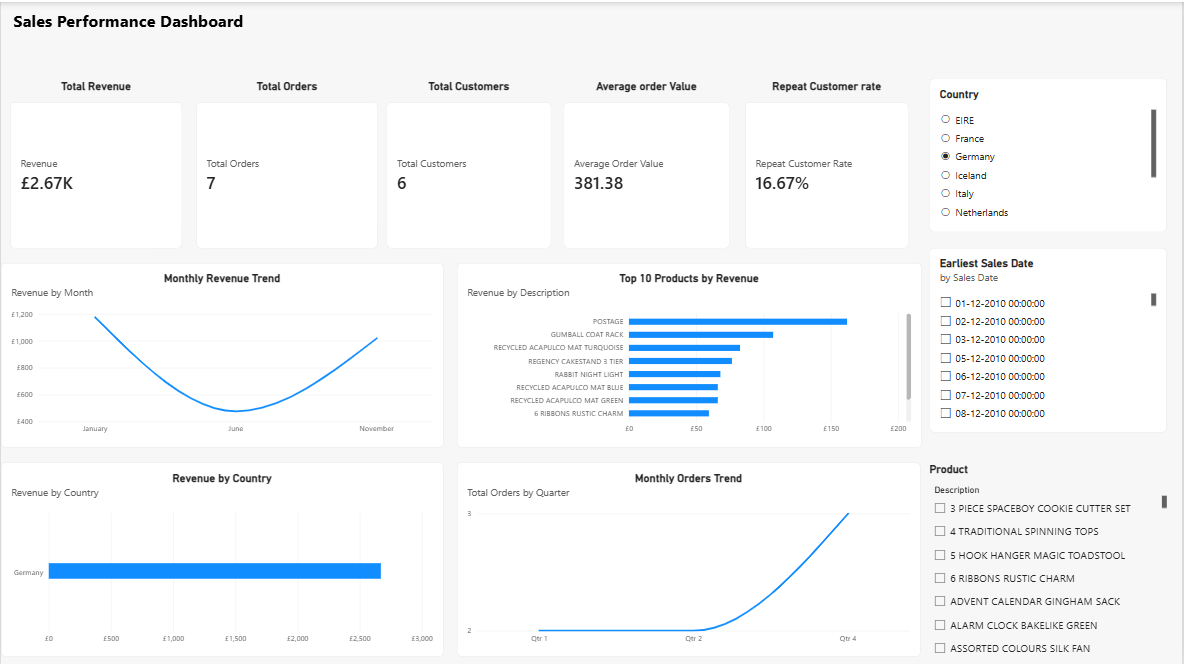 Sales Performance Dashboard
Total Revenue
Total Orders
Total Customers
Average order Value
Repeat Customer rate
Revenue
£2.67K
Total Orders
7
Total Customers
6
Average Order Value
381.38
Repeat Customer Rate
16.67%
Country
EIRE
France
Germany
Iceland
Italy
Netherlands
Monthly Revenue Trend
Revenue by Month
£1,200
£1,000
£800
£600
£400
January June November
Top 10 Products by Revenue
Revenue by Description
POSTAGE
GUMBALL COAT RACK
RECYCLED ACAPULCO MAT TURQUOISE
REGENCY CAKESTAND 3 TIER
RABBIT NIGHT LIGHT
RECYCLED ACAPULCO MAT BLUE
RECYCLED ACAPULCO MAT GREEN
6 RIBBONS RUSTIC CHARM
£0 £50 £100 £150 £200
Earliest Sales Date
by Sales Date
01-12-2010 00:00:00
02-12-2010 00:00:00
03-12-2010 00:00:00
05-12-2010 00:00:00
06-12-2010 00:00:00
07-12-2010 00:00:00
08-12-2010 00:00:00
Revenue by Country
Revenue by Country
Germany
£0 £500 £1,000 £1,500 £2,000 £2,500 £3,000
Monthly Orders Trend
Total Orders by Quarter
3
2
Qtr 1 Qtr 2 Qtr 4
Product
Description
3 PIECE SPACEBOY COOKIE CUTTER SET
4 TRADITIONAL SPINNING TOPS
5 HOOK HANGER MAGIC TOADSTOOL
6 RIBBONS RUSTIC CHARM
ADVENT CALENDAR GINGHAM SACK
ALARM CLOCK BAKELIKE GREEN
ASSORTED COLOURS SILK FAN